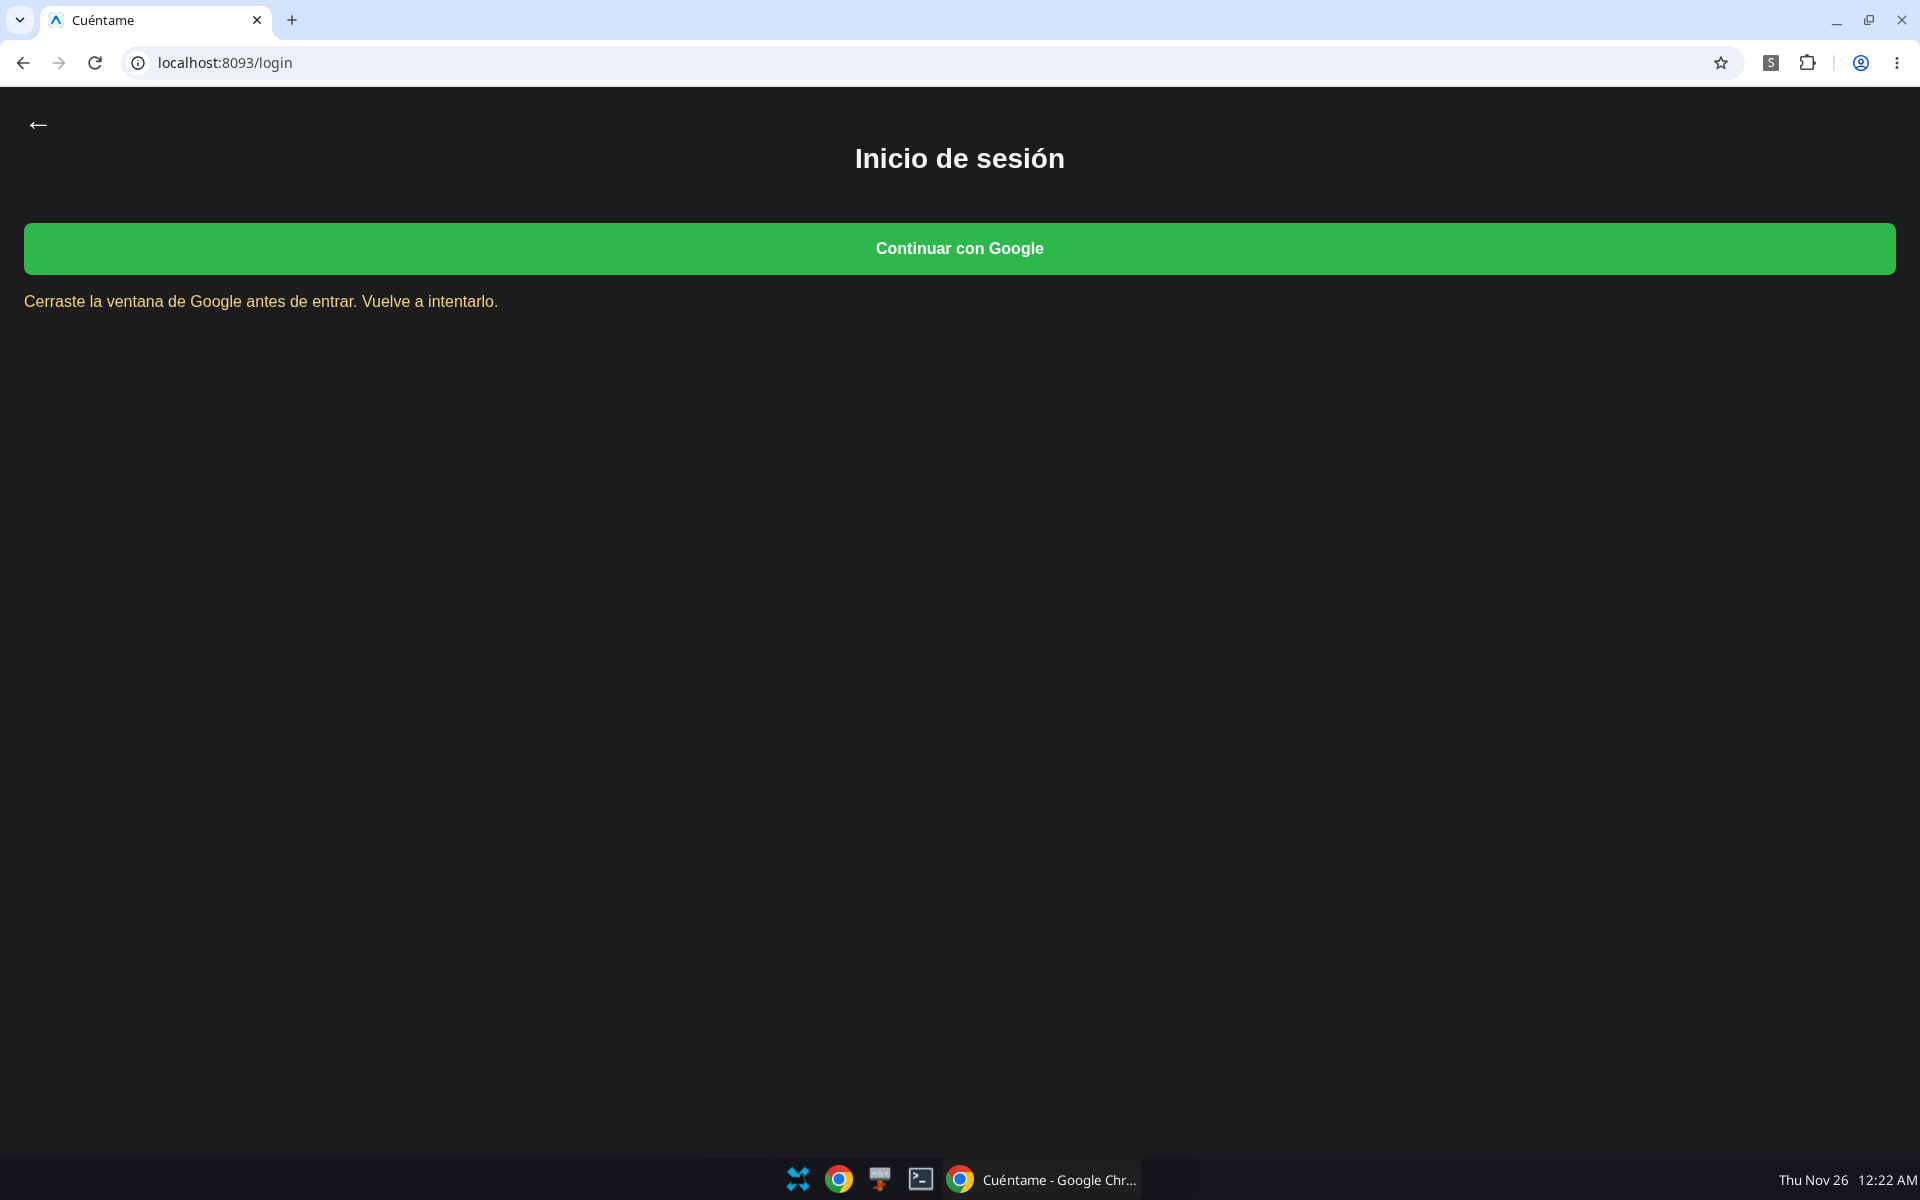 Cuéntame
localhost:8093/login
S
←
Inicio de sesión
Continuar con Google
Cerraste la ventana de Google antes de entrar. Vuelve a intentarlo.
Cuéntame - Google Chr...
Thu Nov 26 12:22 AM